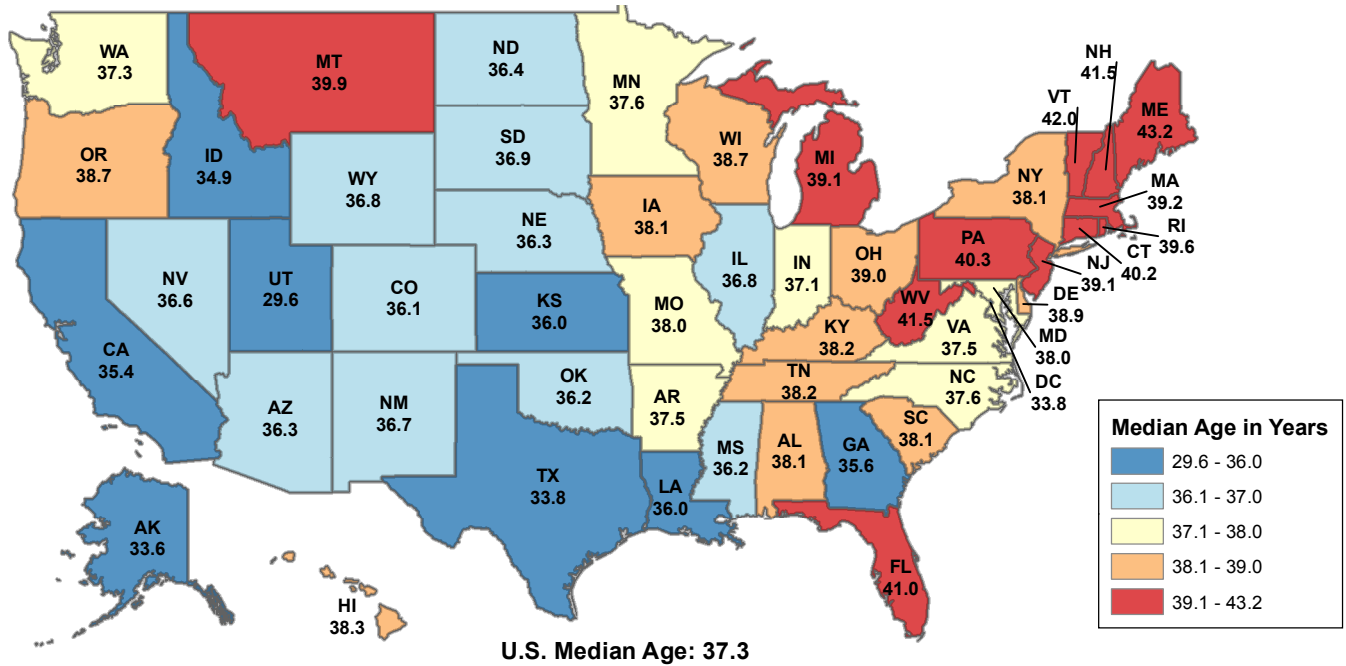 WA
37.3
MT
39.9
ND
36.4
MN
37.6
NH
41.5
VT
42.0
ME
43.2
OR
38.7
ID
34.9
WY
36.8
SD
36.9
WI
38.7
MI
39.1
NY
38.1
MA
39.2
RI
39.6
CT
40.2
NJ
39.1
NE
36.3
IA
38.1
PA
40.3
NV
36.6
UT
29.6
CO
36.1
KS
36.0
MO
38.0
IL
36.8
IN
37.1
OH
39.0
WV
41.5
DE
38.9
MD
38.0
DC
33.8
VA
37.5
KY
38.2
CA
35.4
AZ
36.3
NM
36.7
OK
36.2
AR
37.5
TN
38.2
NC
37.6
SC
38.1
MS
36.2
AL
38.1
GA
35.6
TX
33.8
LA
36.0
FL
41.0
AK
33.6
HI
38.3
U.S. Median Age: 37.3
Median Age in Years
29.6 - 36.0
36.1 - 37.0
37.1 - 38.0
38.1 - 39.0
39.1 - 43.2